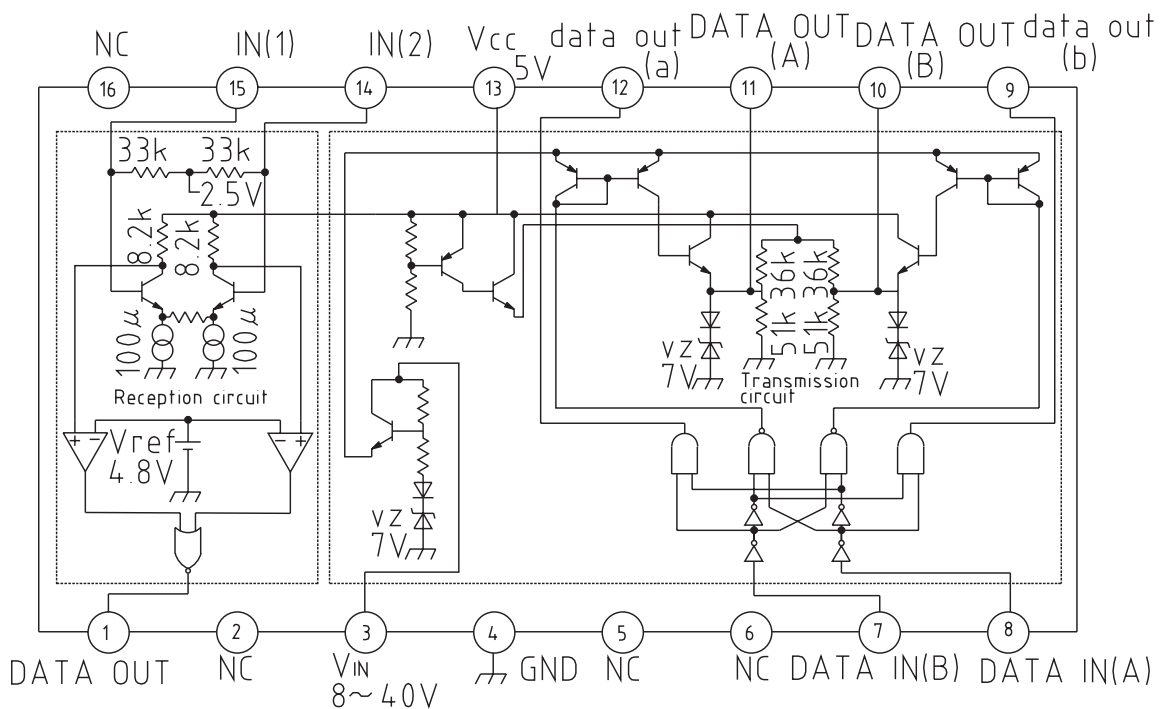 NC
IN(1)
IN(2)
Vcc
5V
data out
(a)
DATA OUT
(A)
DATA OUT
(B)
data out
(b)
16
15
14
13
12
11
10
9
33k
33k
2.5V
8.2k
8.2k
100μ
100μ
Reception circuit
Vref
4.8V
36k
36k
51k
51k
VZ
7V
VZ
7V
Transmission
circuit
VZ
7V
1
2
3
4
5
6
7
8
DATA OUT
NC
VIN
8~40V
GND
NC
NC
DATA IN(B)
DATA IN(A)
+
−
−
+